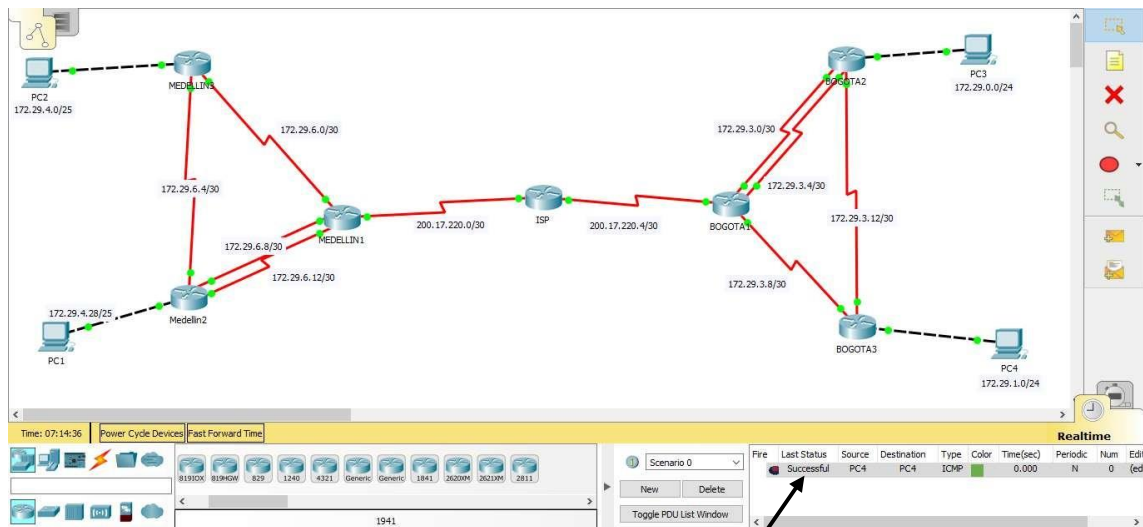 PC2
172.29.4.0/25
MEDELLIN3
172.29.6.0/30
172.29.6.4/30
172.29.6.8/30
MEDELLIN1
172.29.6.12/30
172.29.4.28/25
Medellin2
PC1
200.17.220.0/30
ISP
200.17.220.4/30
BOGOTA2
PC3
172.29.0.0/24
172.29.3.0/30
172.29.3.4/30
BOGOTA1
172.29.3.12/30
172.29.3.8/30
BOGOTA3
PC4
172.29.1.0/24
Time: 07:14:36 Power Cycle Devices Fast Forward Time
Realtime
819IOX 819HGW 829 1240 4321 Generic Generic 1841 2620XM 2621XM 2811
1941
Scenario 0
New Delete
Toggle PDU List Window
Fire Last Status Source Destination Type Color Time(sec) Periodic Num Edit
Successful PC4 PC4 ICMP 0.000 N 0 (ed